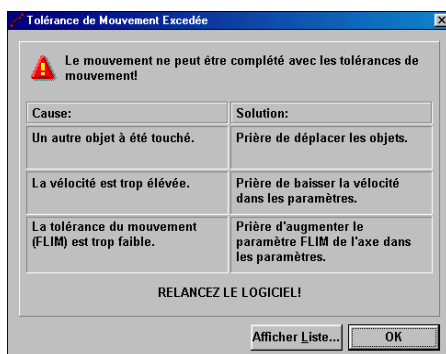 Tolérance de Mouvement Excedée
Le mouvement ne peut être complété avec les tolérances de
mouvement!
Cause:
Solution:
Un autre objet à été touché.
Prière de déplacer les objets.
La vélocité est trop élévée.
Prière de baisser la vélocité
dans les paramètres.
La tolérance du mouvement
(FLIM) est trop faible.
Prière d'augmenter le
paramètre FLIM de l'axe dans
les paramètres.
RELANCEZ LE LOGICIEL!
Afficher Liste...
OK